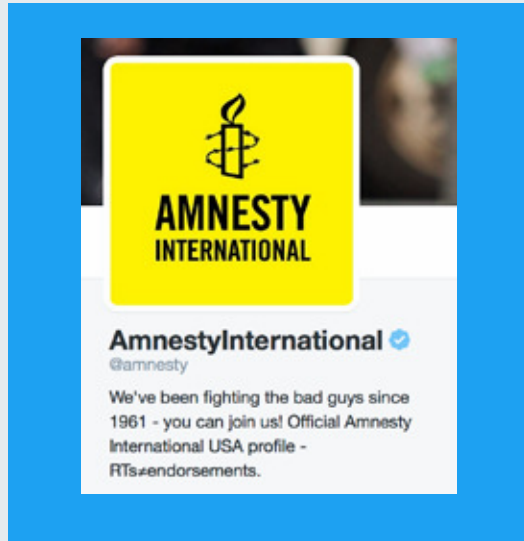 AMNESTY
INTERNATIONAL
AmnestyInternational
@amnesty
We've been fighting the bad guys since
1961 - you can join us! Official Amnesty
International USA profile -
RTs≠endorsements.